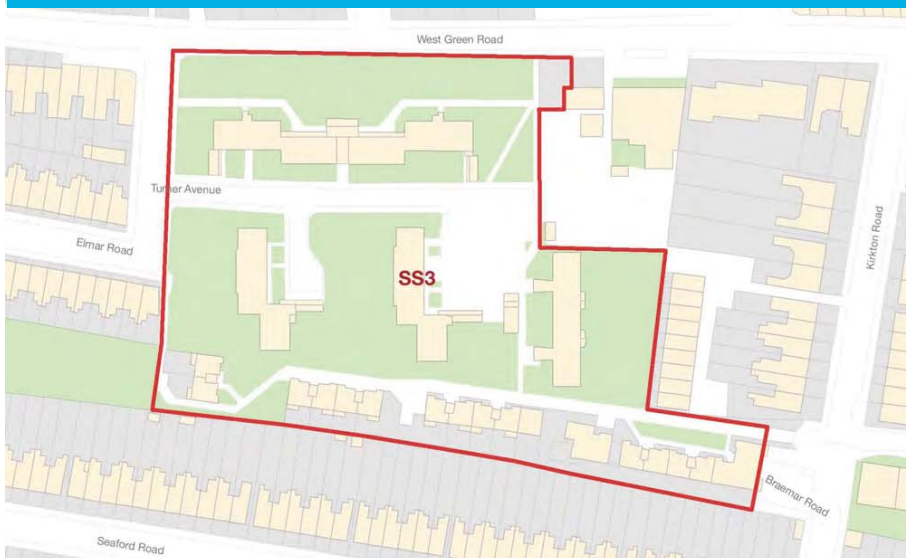 West Green Road
Turner Avenue
Elmar Road
SS3
Kirkton Road
Braemar Road
Seaford Road